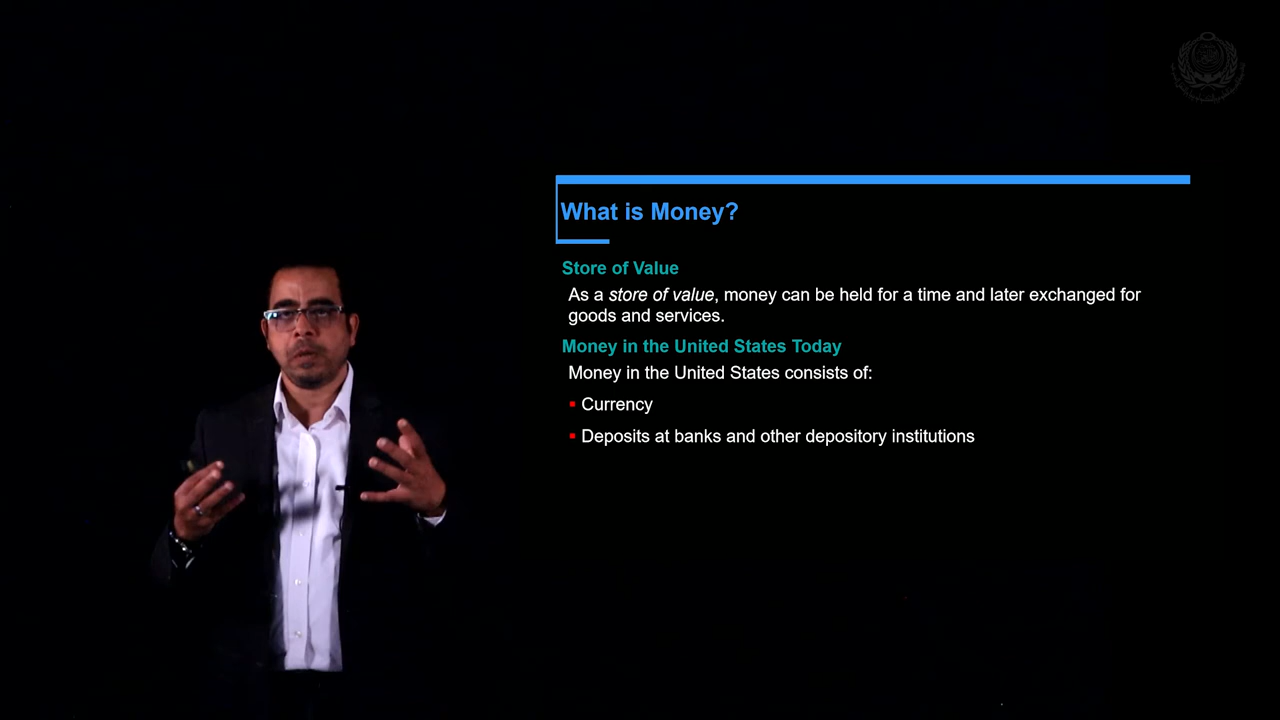 What is Money?
Store of Value
As a store of value, money can be held for a time and later exchanged for
goods and services.
Money in the United States Today
Money in the United States consists of:
Currency
Deposits at banks and other depository institutions